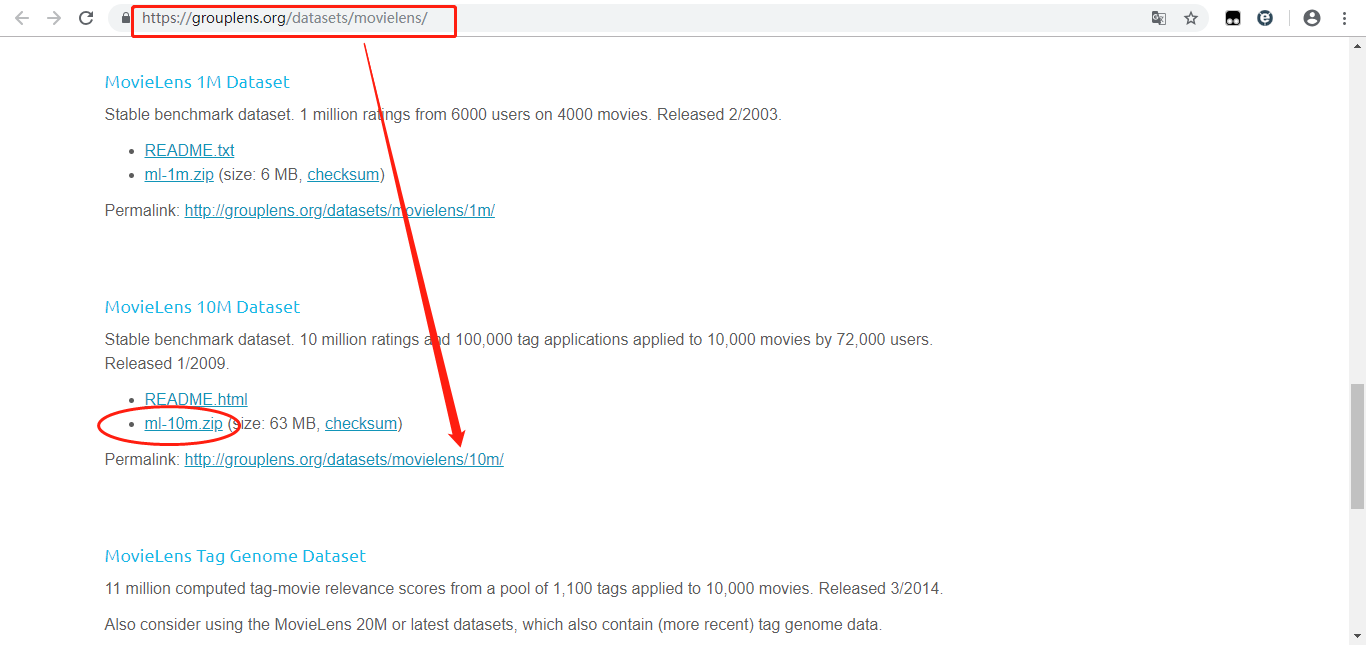 https://grouplens.org/datasets/movielens/
MovieLens 1M Dataset
Stable benchmark dataset. 1 million ratings from 6000 users on 4000 movies. Released 2/2003.
• README.txt
• ml-1m.zip (size: 6 MB, checksum)
Permalink: http://grouplens.org/datasets/movielens/1m/
MovieLens 10M Dataset
Stable benchmark dataset. 10 million ratings and 100,000 tag applications applied to 10,000 movies by 72,000 users.
Released 1/2009.
• README.html
• ml-10m.zip (size: 63 MB, checksum)
Permalink: http://grouplens.org/datasets/movielens/10m/
MovieLens Tag Genome Dataset
11 million computed tag-movie relevance scores from a pool of 1,100 tags applied to 10,000 movies. Released 3/2014.
Also consider using the MovieLens 20M or latest datasets, which also contain (more recent) tag genome data.